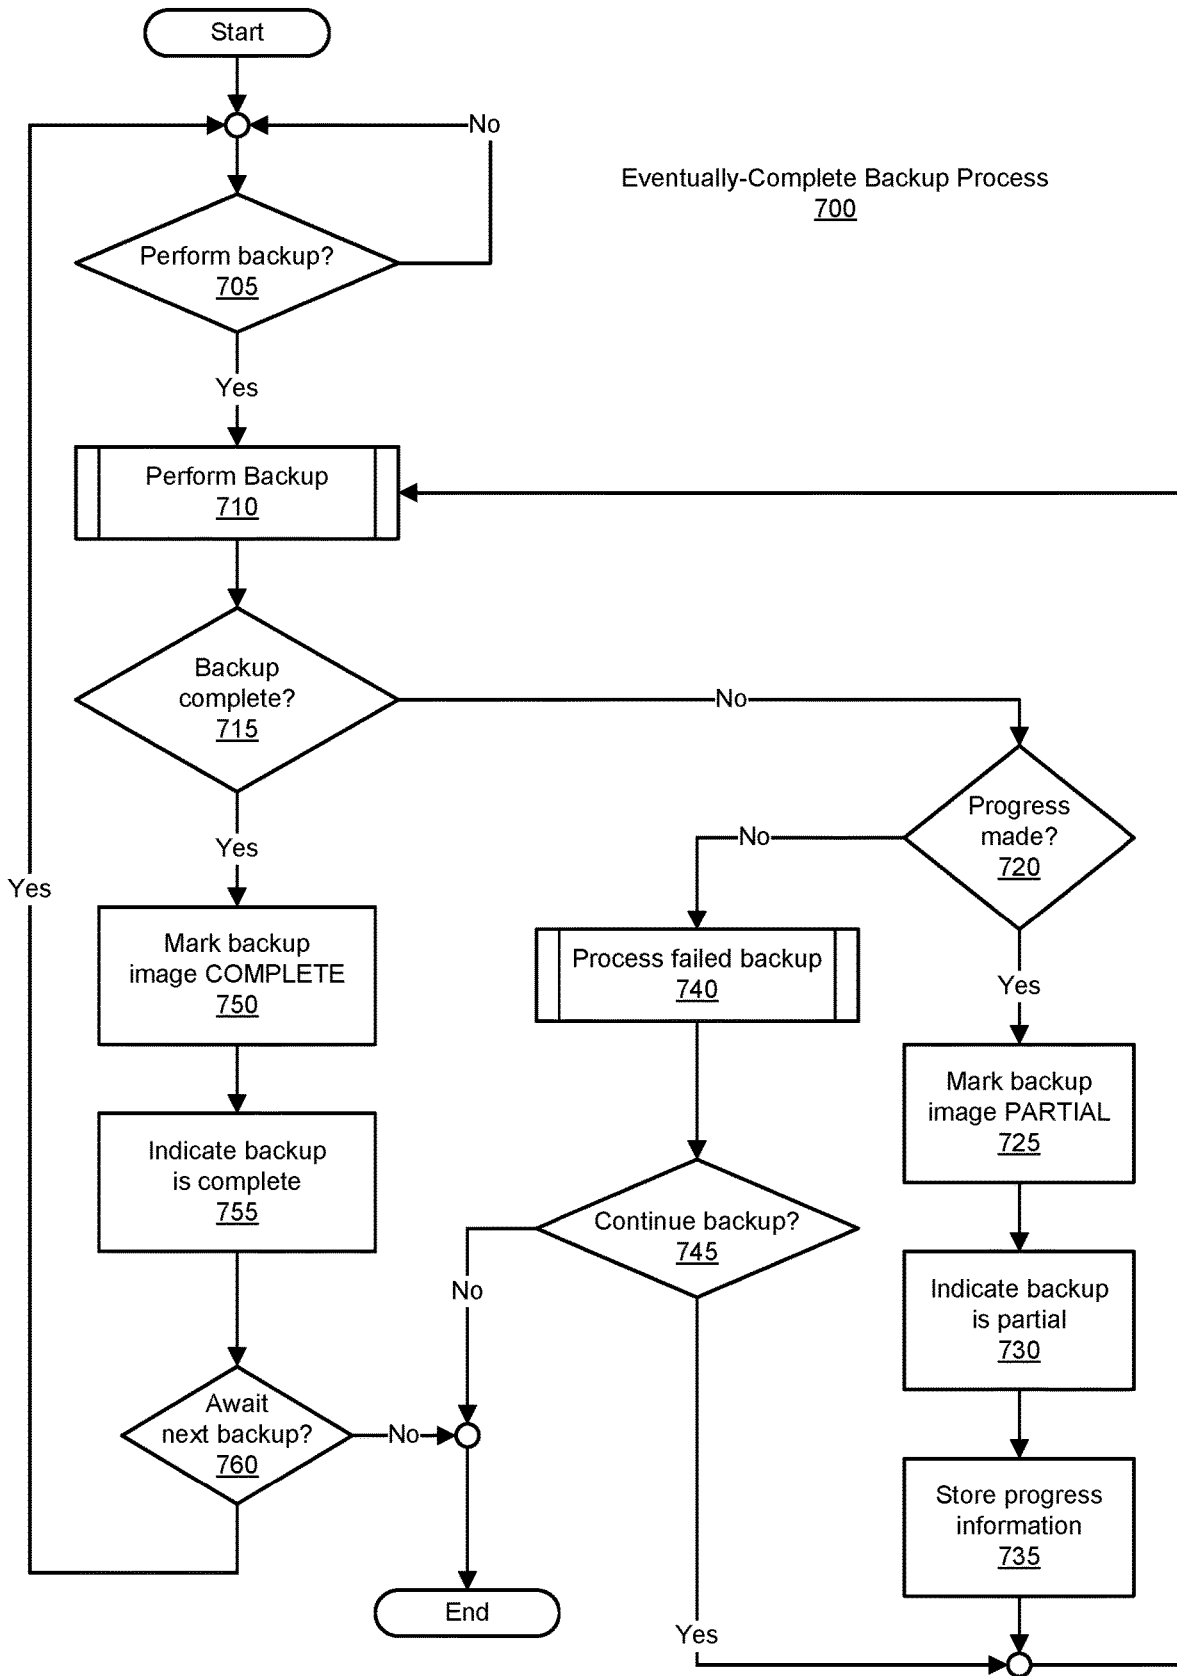 Start
No
Eventually-Complete Backup Process
700
Perform backup?
705
Yes
Perform Backup
710
Backup
complete?
715
No
Progress
made?
720
No
Yes
Yes
Mark backup
image COMPLETE
750
Process failed backup
740
Yes
Mark backup
image PARTIAL
725
Indicate backup
is complete
755
Continue backup?
745
No
Indicate backup
is partial
730
Await
next backup?
760
No
Store progress
information
735
End
Yes